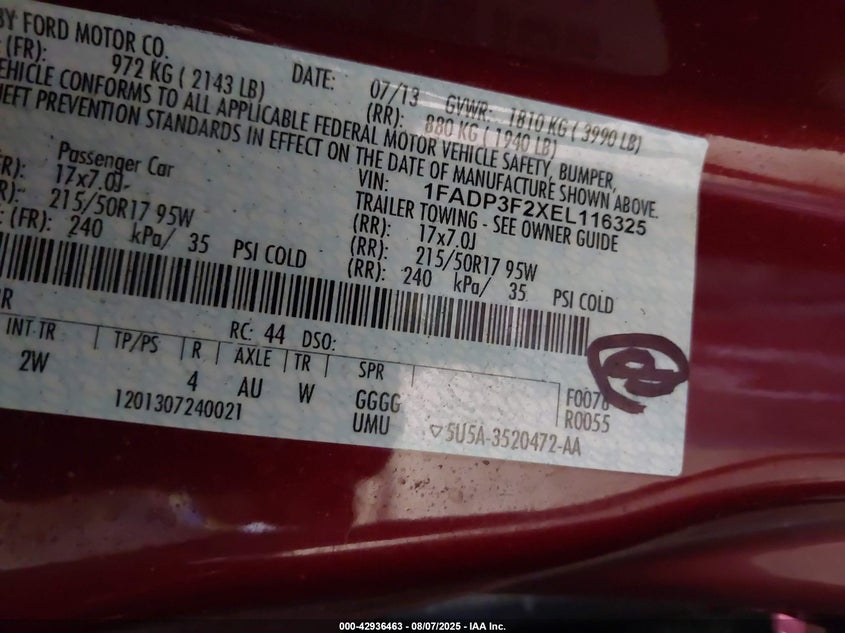 BY FORD MOTOR CO.
(FR): DATE: 07/13 GVWR: 1810 KG ( 3990 LB)
972 KG ( 2143 LB) (RR): 880 KG ( 1940 LB)
VEHICLE CONFORMS TO ALL APPLICABLE FEDERAL MOTOR VEHICLE SAFETY, BUMPER,
THEFT PREVENTION STANDARDS IN EFFECT ON THE DATE OF MANUFACTURE SHOWN ABOVE.
VIN: 1FADP3F2XEL116325
Passenger Car TRAILER TOWING - SEE OWNER GUIDE
17x7.0J- (RR): 17x7.0J
215/50R17 95W (RR): 215/50R17 95W
(FR): 240 kPa/ 35 PSI COLD (RR): 240 kPa/ 35 PSI COLD
RC: 44 DSO:
INT TR TP/PS R AXLE TR SPR
2W 4 AU W GGGG
F0078
R0055
1201307240021 UMU 5U5A-3520472-AA
000-42936463 - 08/07/2025 - IAA Inc.